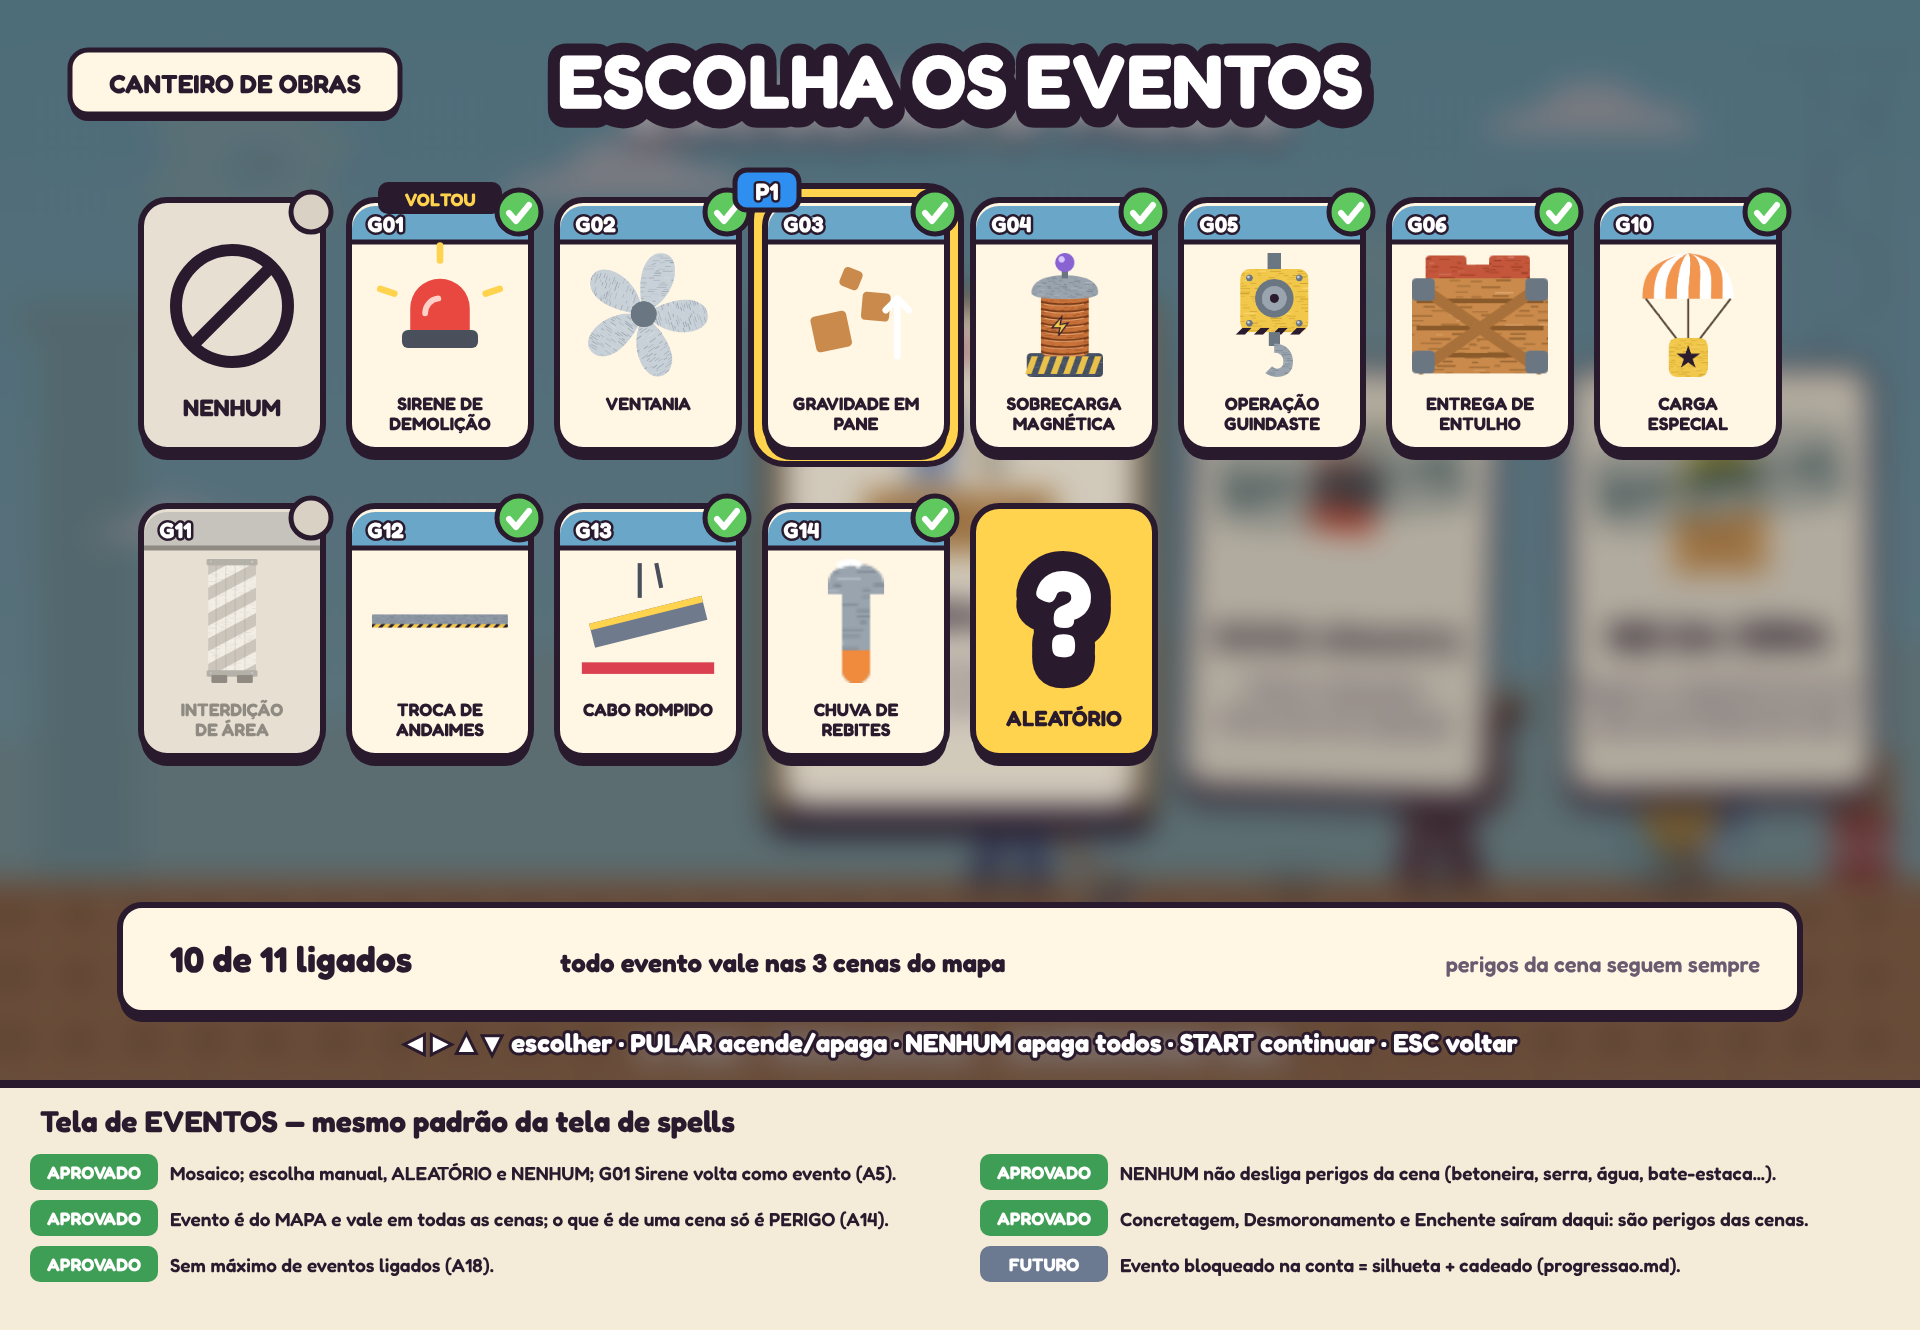 CANTEIRO DE OBRAS
ESCOLHA OS EVENTOS
NENHUM
VOLTOU
G01
SIRENE DE
DEMOLIÇÃO
G02
VENTANIA
P1
G03
GRAVIDADE EM
PANE
G04
SOBRECARGA
MAGNÉTICA
G05
OPERAÇÃO
GUINDASTE
G06
ENTREGA DE
ENTULHO
G10
CARGA
ESPECIAL
G11
INTERDIÇÃO
DE ÁREA
G12
TROCA DE
ANDAIMES
G13
CABO ROMPIDO
G14
CHUVA DE
REBITES
?
ALEATÓRIO
10 de 11 ligados
todo evento vale nas 3 cenas do mapa
perigos da cena seguem sempre
◀▶▲▼ escolher · PULAR acende/apaga · NENHUM apaga todos · START continuar · ESC voltar
Tela de EVENTOS — mesmo padrão da tela de spells
APROVADO Mosaico; escolha manual, ALEATÓRIO e NENHUM; G01 Sirene volta como evento (A5).
APROVADO Evento é do MAPA e vale em todas as cenas; o que é de uma cena só é PERIGO (A14).
APROVADO Sem máximo de eventos ligados (A18).
APROVADO NENHUM não desliga perigos da cena (betoneira, serra, água, bate-estaca...).
APROVADO Concretagem, Desmoronamento e Enchente saíram daqui: são perigos das cenas.
FUTURO Evento bloqueado na conta = silhueta + cadeado (progressao.md).